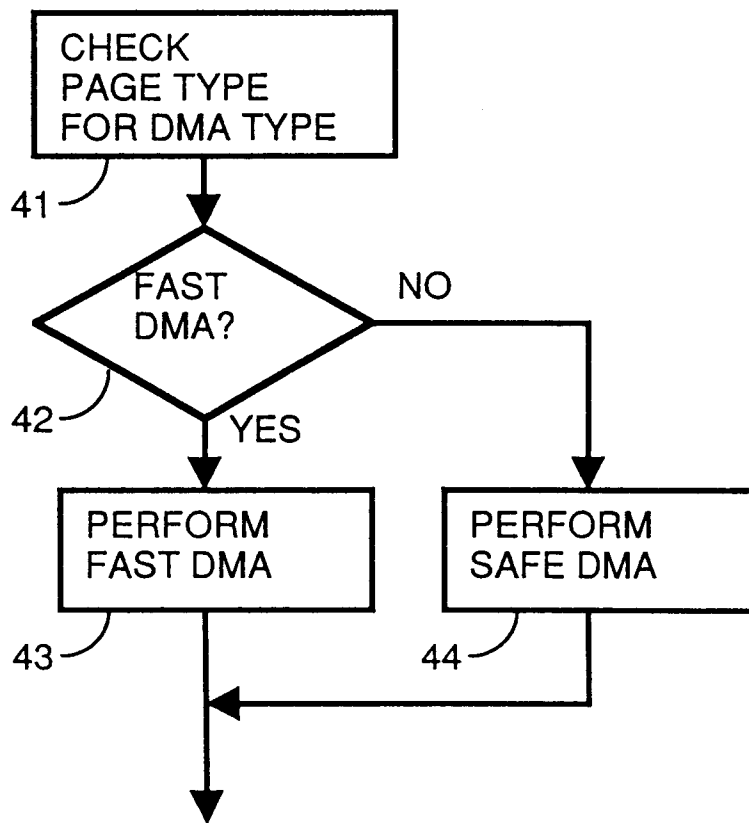 CHECK
PAGE TYPE
FOR DMA TYPE
41
FAST
DMA?
NO
42
YES
PERFORM
FAST DMA
PERFORM
SAFE DMA
43
44